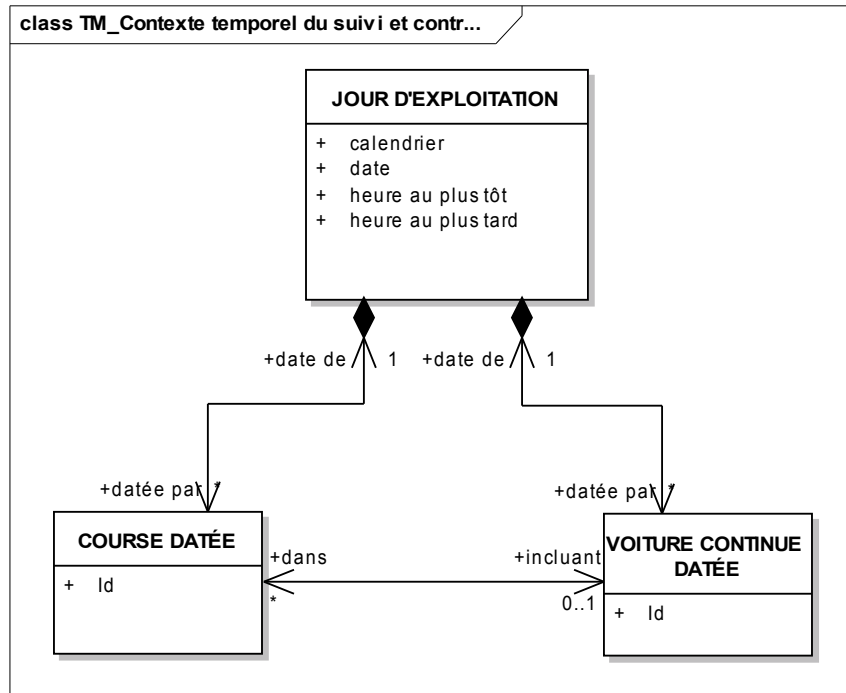 class TM_Contexte temporel du suivi et contr...
JOUR D'EXPLOITATION
+ calendrier
+ date
+ heure au plus tôt
+ heure au plus tard
+date de 1
+date de 1
+datée par *
+datée par *
COURSE DATÉE
+ Id
+dans
*
+incluant
0..1
VOITURE CONTINUE
DATÉE
+ Id